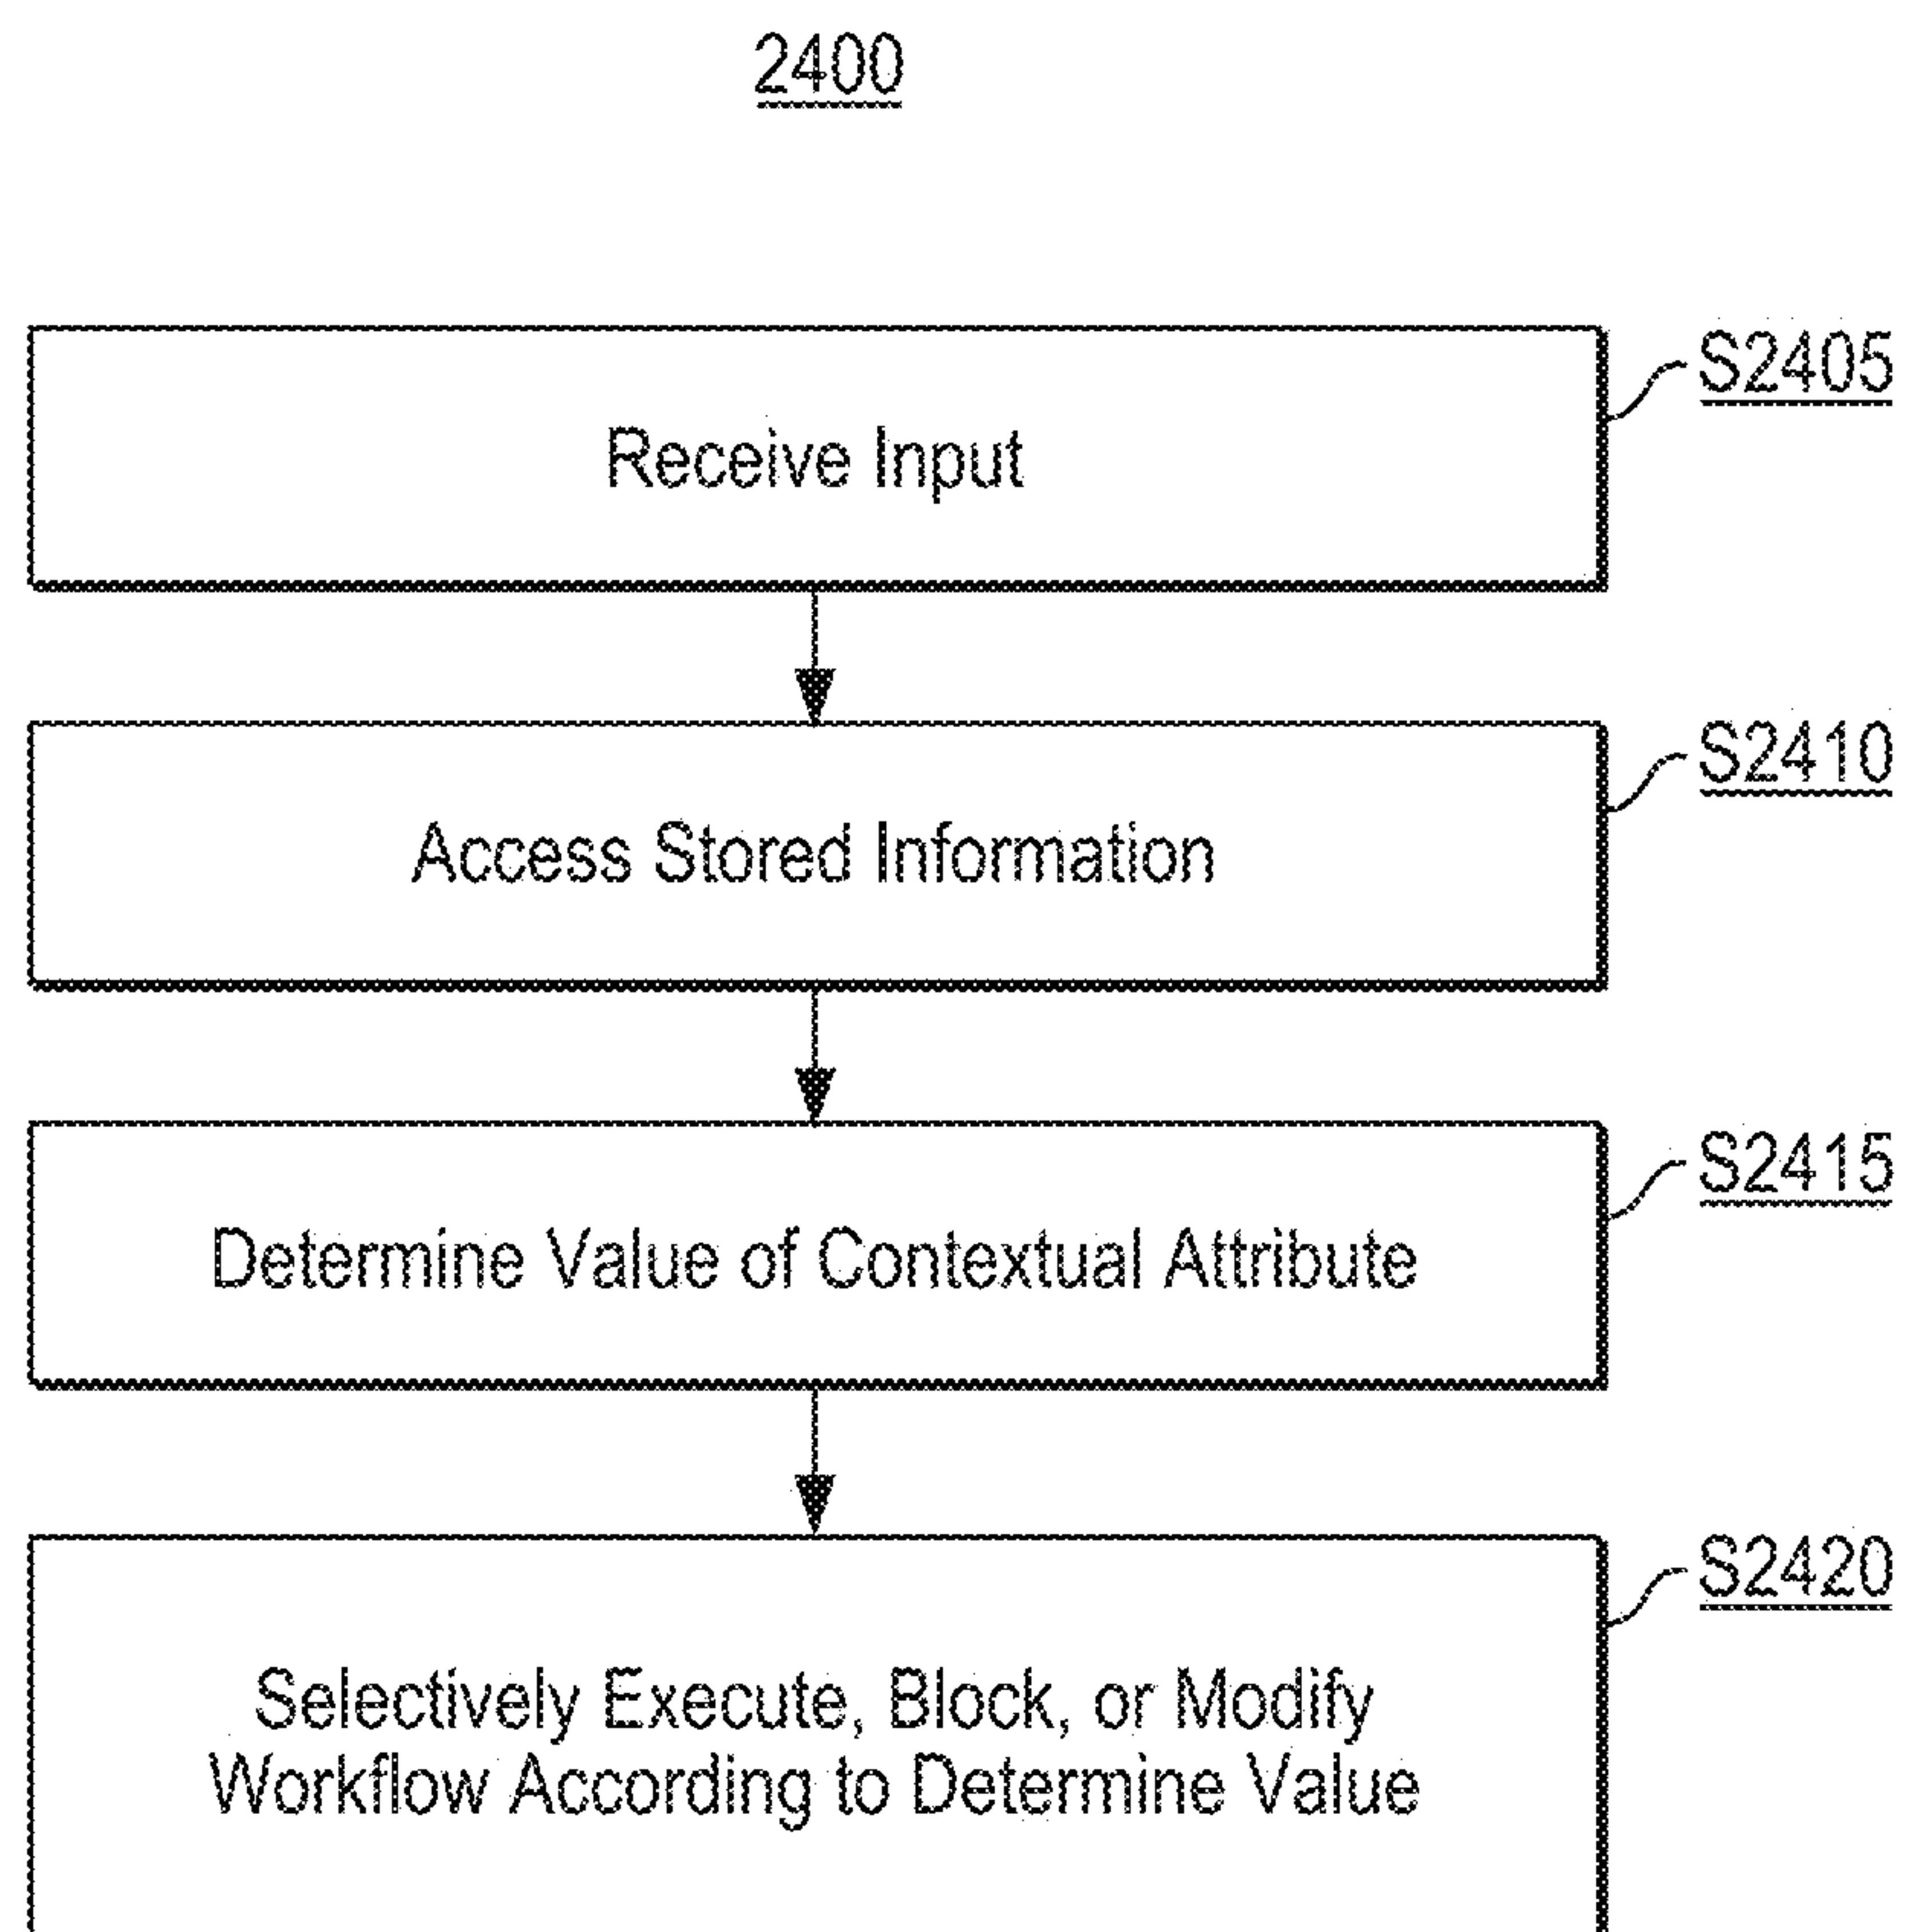 2400
S2405
Receive Input
S2410
Access Stored Information
S2415
Determine Value of Contextual Attribute
S2420
Selectively Execute, Block, or Modify
Workflow According to Determine Value